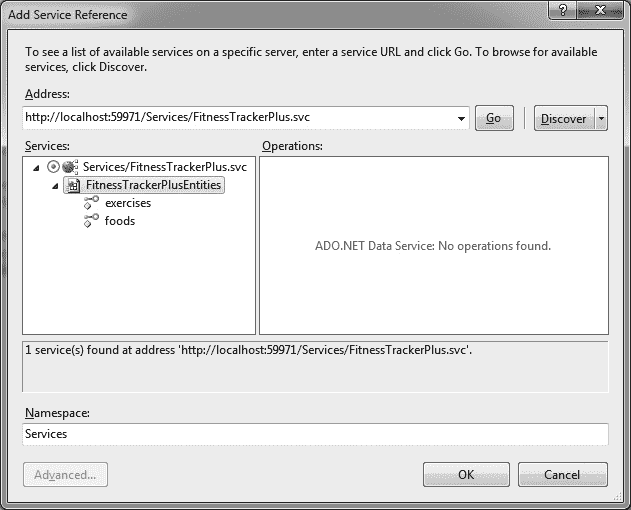 Add Service Reference
?
To see a list of available services on a specific server, enter a service URL and click Go. To browse for available
services, click Discover.
Address:
http://localhost:59971/Services/FitnessTrackerPlus.svc
Go
Discover
Services:
Operations:
Services/FitnessTrackerPlus.svc
FitnessTrackerPlusEntities
exercises
foods
ADO.NET Data Service: No operations found.
1 service(s) found at address 'http://localhost:59971/Services/FitnessTrackerPlus.svc'.
Namespace:
Services
Advanced...
OK
Cancel